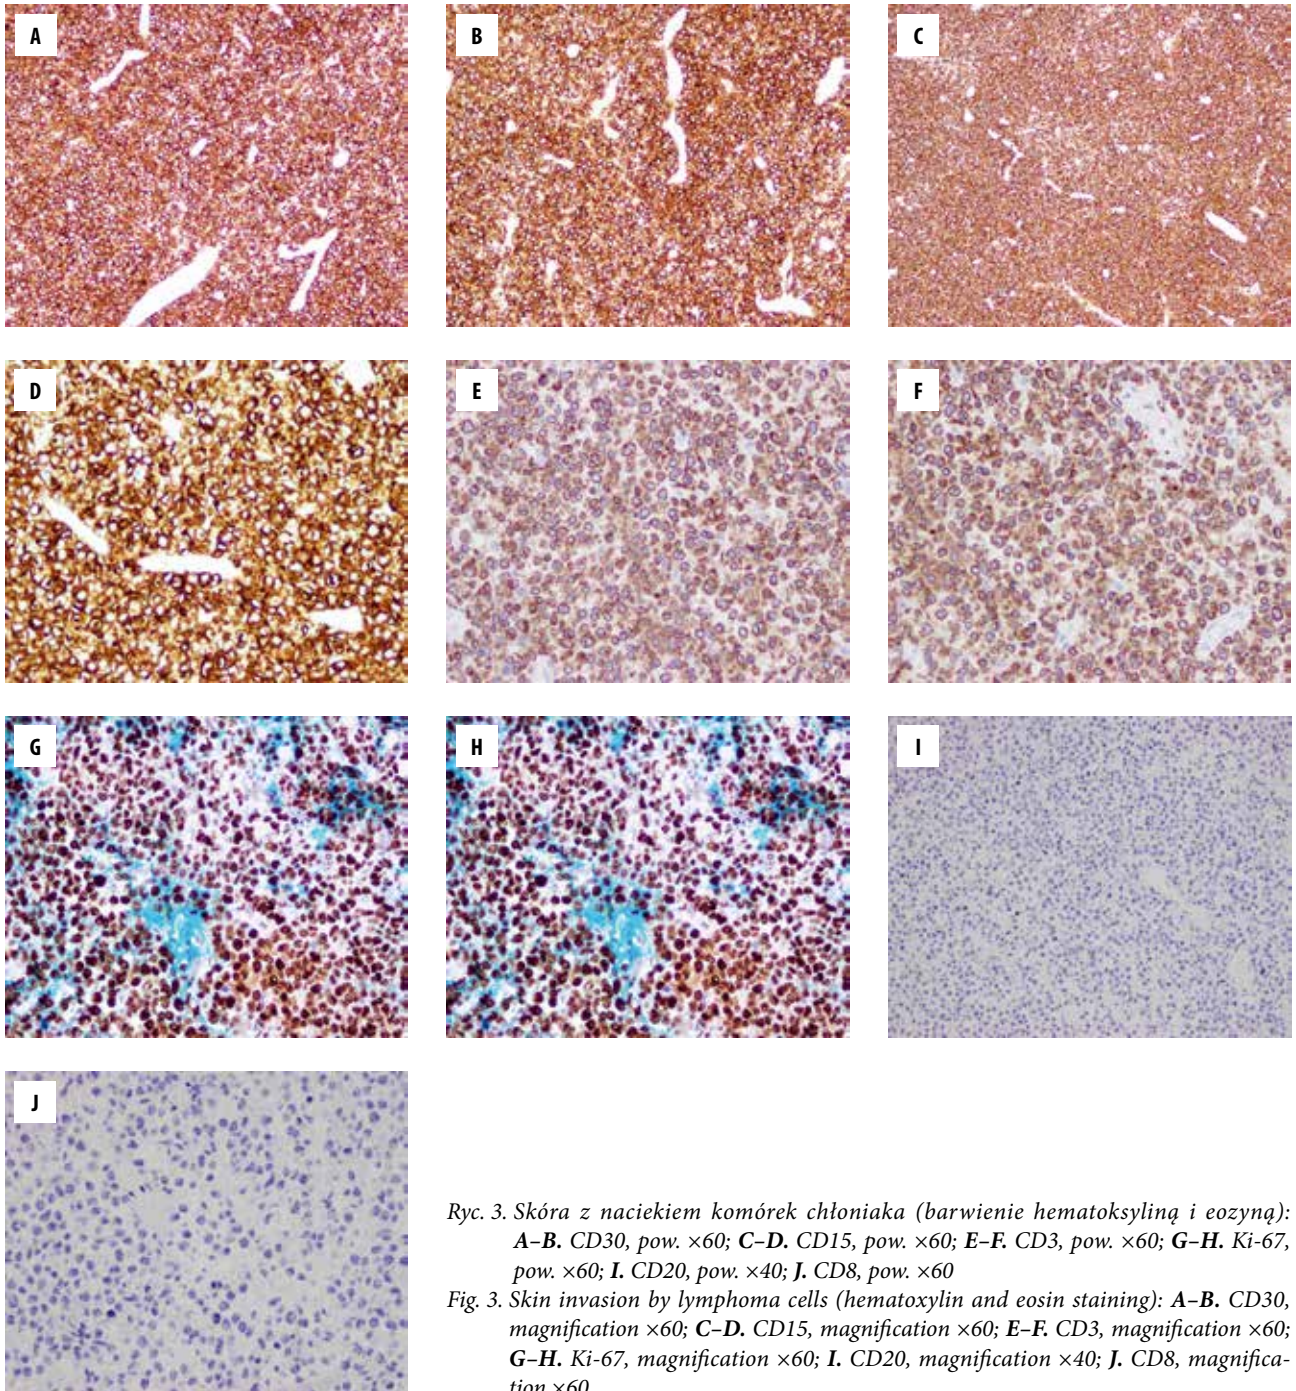 A
B
C
D
E
F
G
H
I
J
Ryc. 3. Skóra z naciekiem komórek chłoniaka (barwienie hematoksyliną i eozyną):
A–B. CD30, pow. ×60; C–D. CD15, pow. ×60; E–F. CD3, pow. ×60; G–H. Ki-67,
pow. ×60; I. CD20, pow. ×40; J. CD8, pow. ×60
Fig. 3. Skin invasion by lymphoma cells (hematoxylin and eosin staining): A–B. CD30,
magnification ×60; C–D. CD15, magnification ×60; E–F. CD3, magnification ×60;
G–H. Ki-67, magnification ×60; I. CD20, magnification ×40; J. CD8, magnifica-
tion ×60